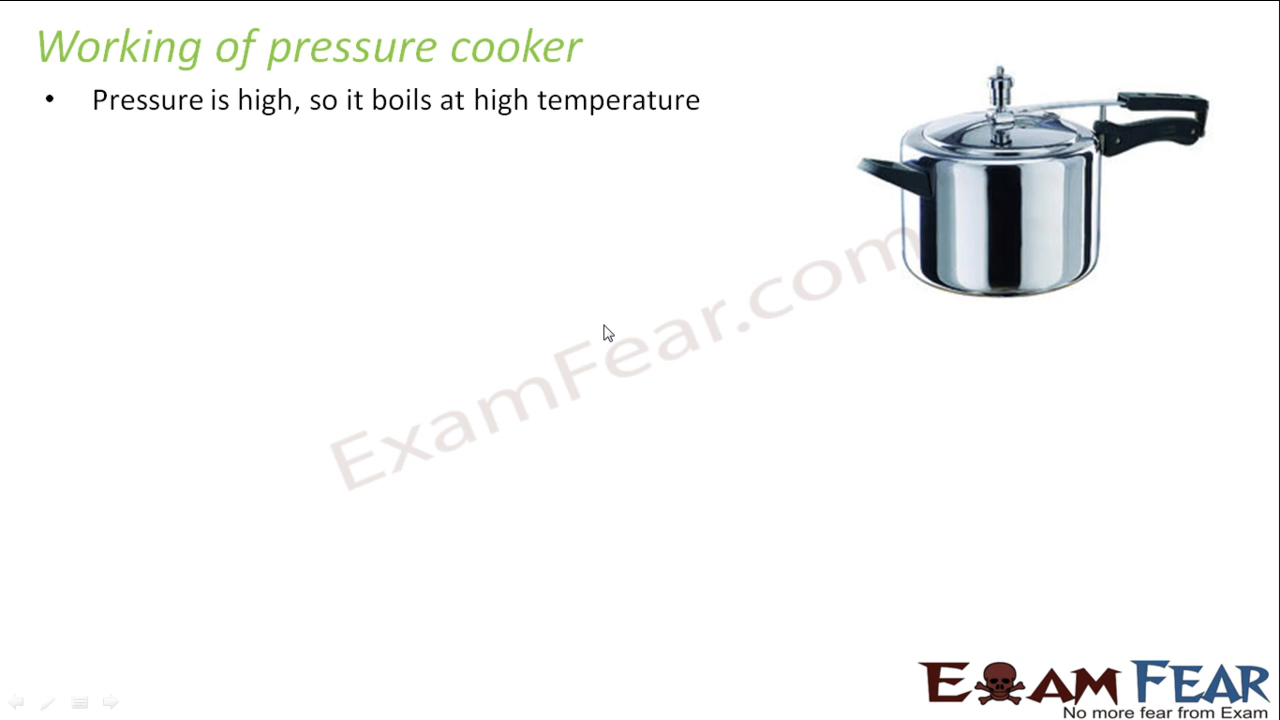 Working of pressure cooker
• Pressure is high, so it boils at high temperature
ExamFear.com
EXAM FEAR
No more fear from Exam